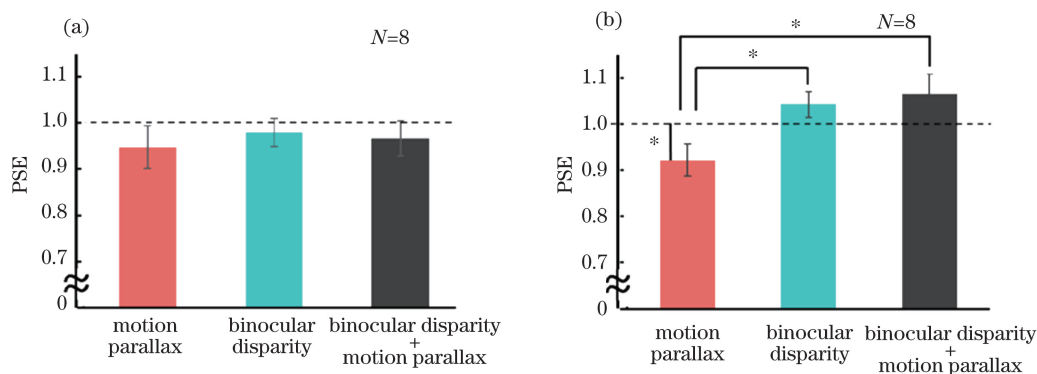 (a)
N=8
PSE
1.1
1.0
0.9
0.8
0.7
0
motion
parallax
binocular
disparity
binocular disparity
+
motion parallax
(b)
N=8
*
*
*
PSE
1.1
1.0
0.9
0.8
0.7
0
motion
parallax
binocular
disparity
binocular disparity
+
motion parallax